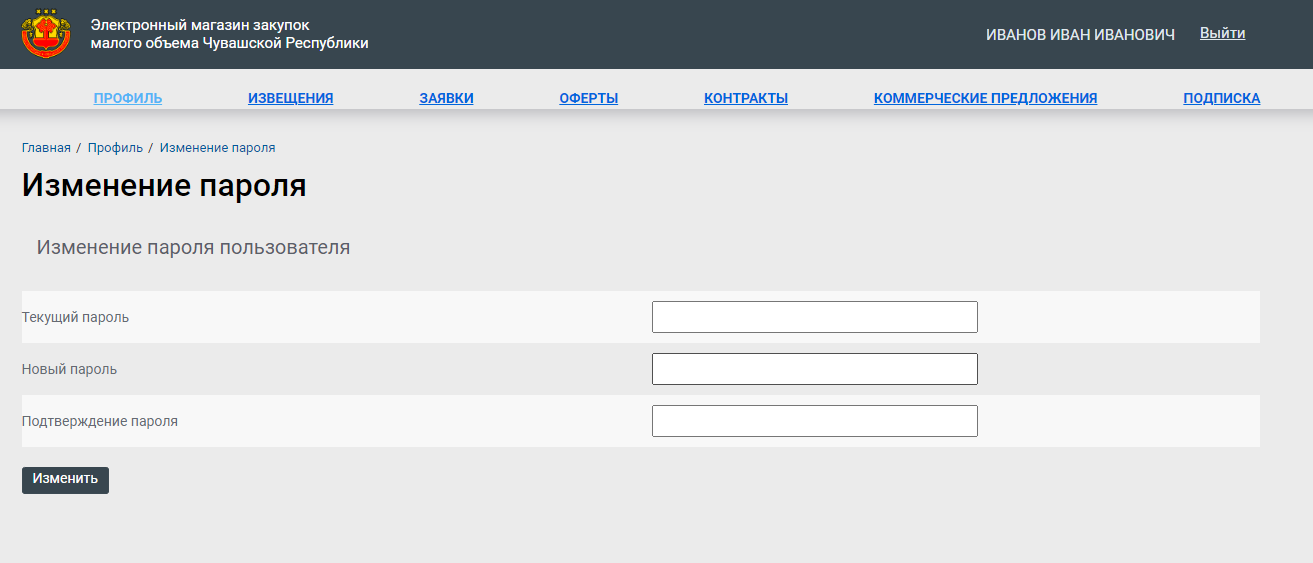 Электронный магазин закупок
малого объема Чувашской Республики
ИВАНОВ ИВАН ИВАНОВИЧ Выйти
ПРОФИЛЬ ИЗВЕЩЕНИЯ ЗАЯВКИ ОФЕРТЫ КОНТРАКТЫ КОММЕРЧЕСКИЕ ПРЕДЛОЖЕНИЯ ПОДПИСКА
Главная / Профиль / Изменение пароля
Изменение пароля
Изменение пароля пользователя
Текущий пароль
Новый пароль
Подтверждение пароля
Изменить